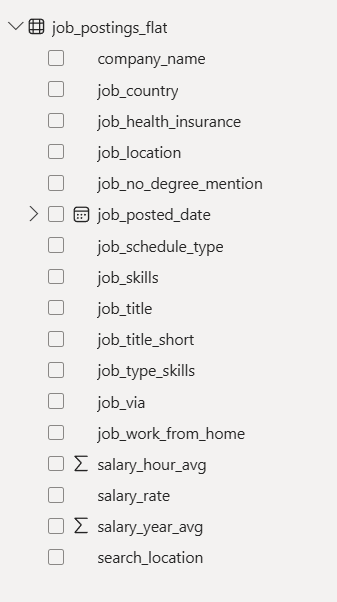 job_postings_flat
company_name
job_country
job_health_insurance
job_location
job_no_degree_mention
job_posted_date
job_schedule_type
job_skills
job_title
job_title_short
job_type_skills
job_via
job_work_from_home
salary_hour_avg
salary_rate
salary_year_avg
search_location